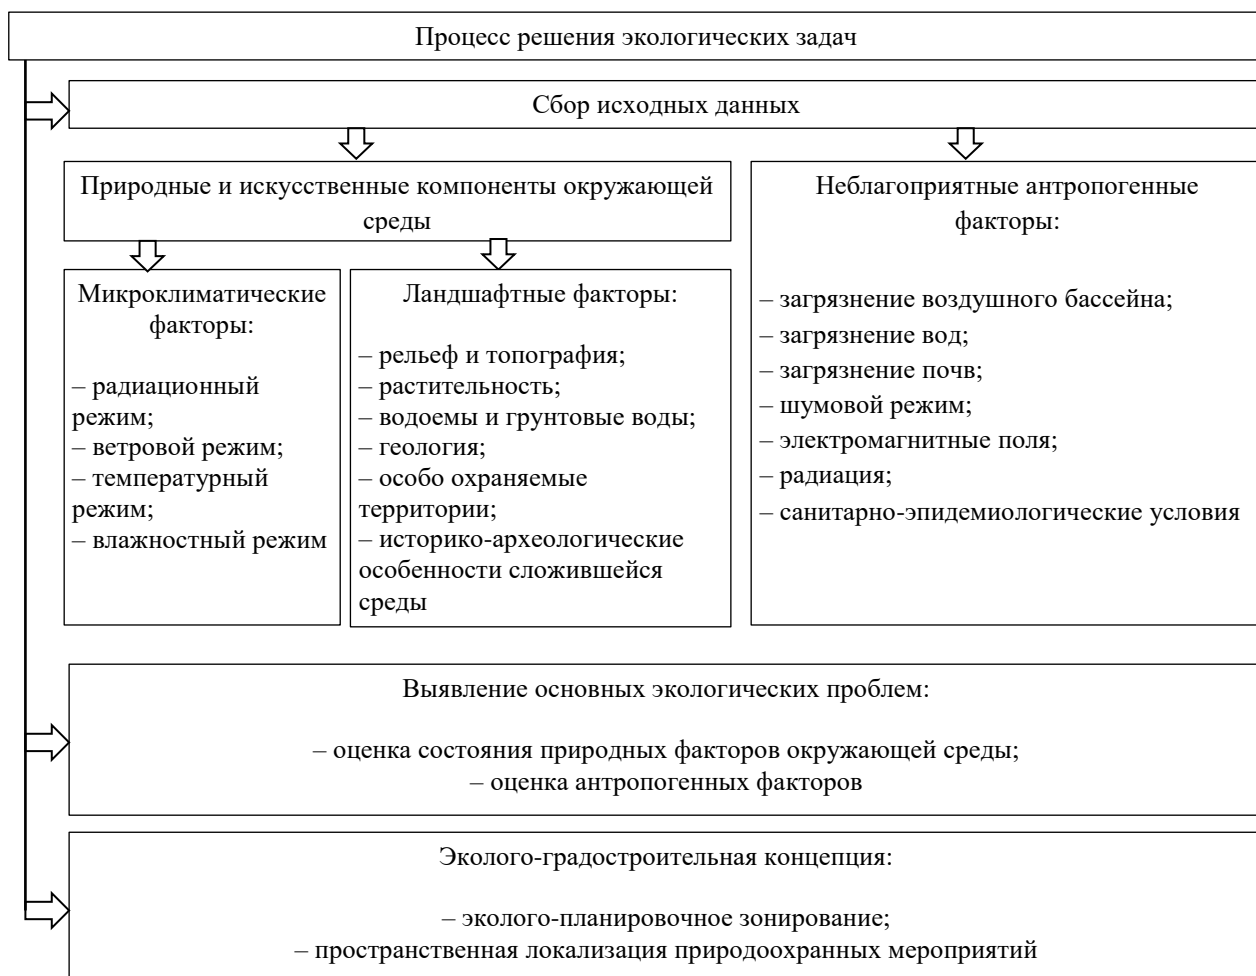 Процесс решения экологических задач
Сбор исходных данных
Природные и искусственные компоненты окружающей
среды
Микроклиматические
факторы:
– радиационный
режим;
– ветровой режим;
– температурный
режим;
– влажностный режим
Ландшафтные факторы:
– рельеф и топография;
– растительность;
– водоемы и грунтовые воды;
– геология;
– особо охраняемые
территории;
– историко-археологические
особенности сложившейся
среды
Неблагоприятные антропогенные
факторы:
– загрязнение воздушного бассейна;
– загрязнение вод;
– загрязнение почв;
– шумовой режим;
– электромагнитные поля;
– радиация;
– санитарно-эпидемиологические условия
Выявление основных экологических проблем:
– оценка состояния природных факторов окружающей среды;
– оценка антропогенных факторов
Эколого-градостроительная концепция:
– эколого-планировочное зонирование;
– пространственная локализация природоохранных мероприятий